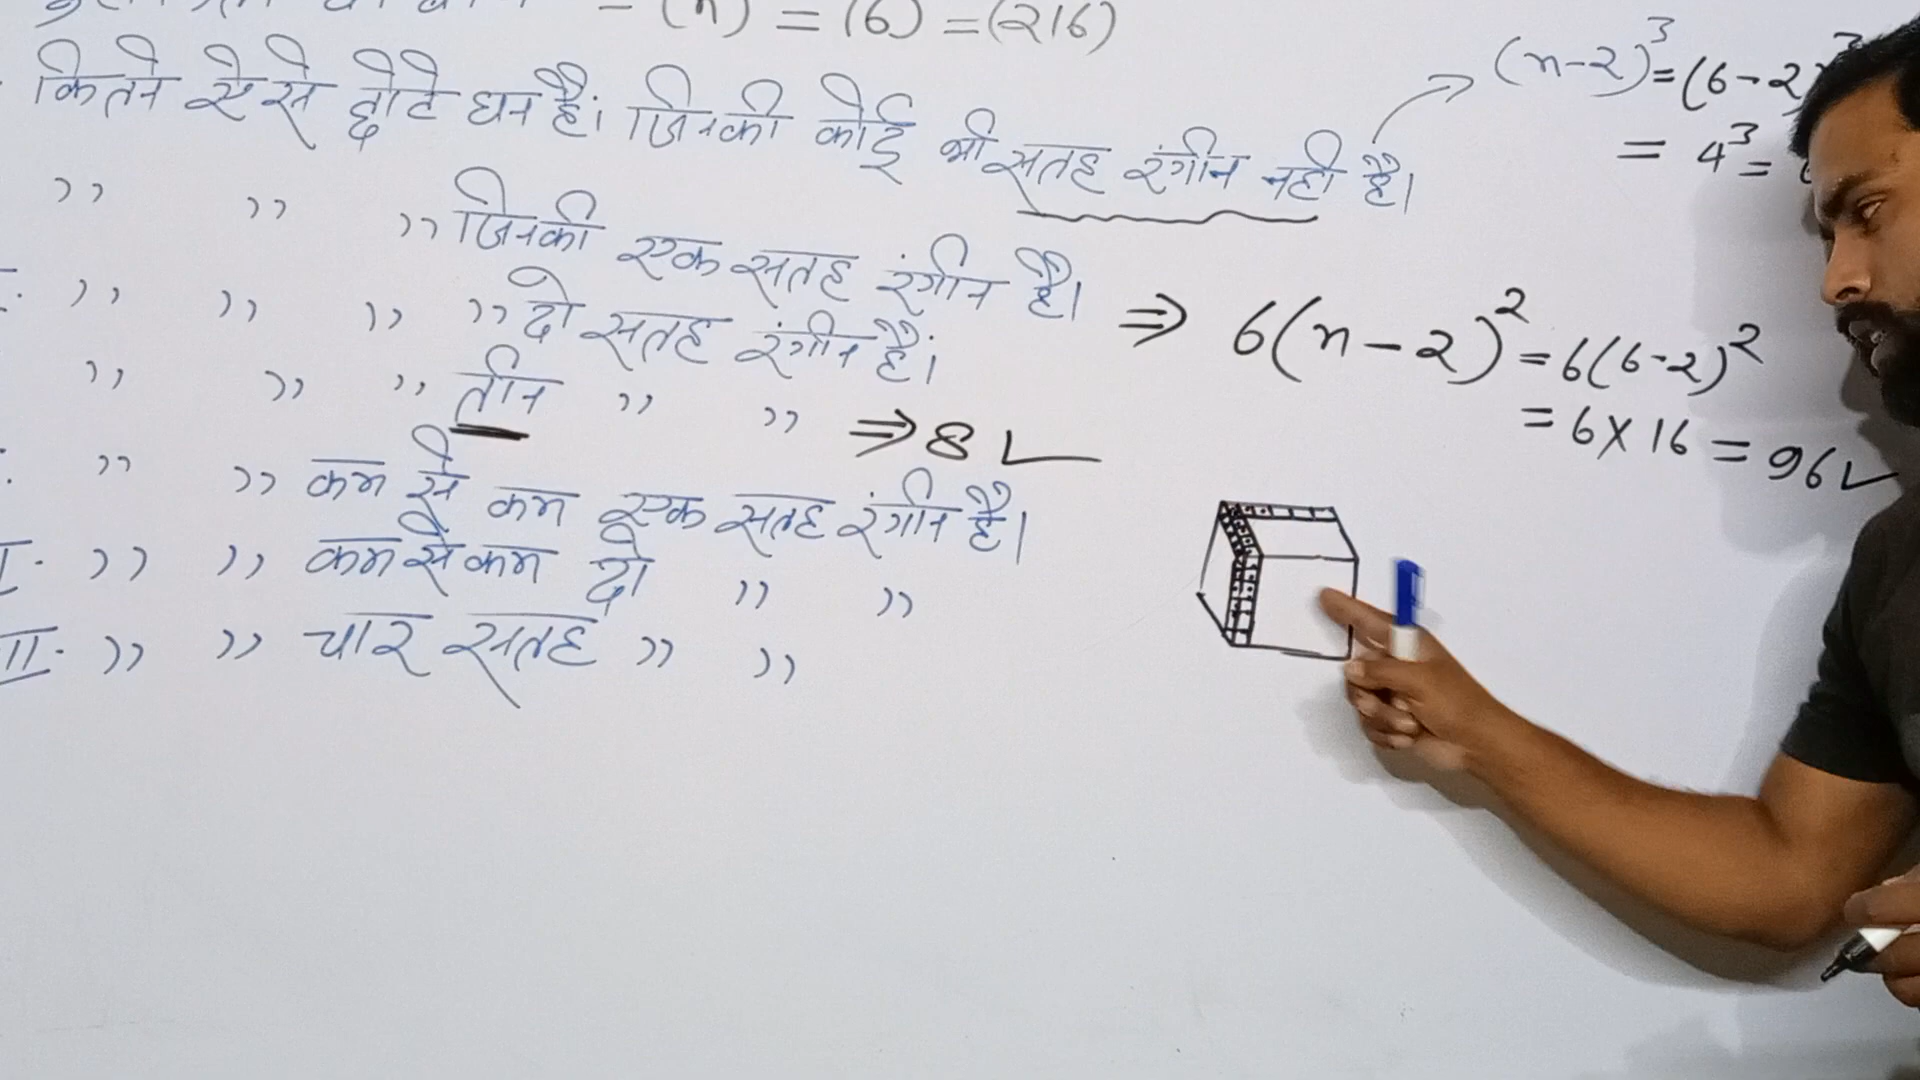 = (n) = (6) = (216)
कितने ऐसे छोटे घन हैं। जिनकी कोई भी सतह रंगीन नही है।
(n-2)³ = (6-2)³
= 4³ =
,, ,, ,, जिनकी एक सतह रंगीन है।
⇒ 6(n-2)² = 6(6-2)²
= 6×16 = 96 ✓
,, ,, ,, ,, दो सतह रंगीन हैं।
,, ,, ,, तीन ,, ,, ⇒ 8 ✓
,, ,, कम से कम एक सतह रंगीन है।
I. ,, ,, कम से कम दो ,, ,,
II. ,, ,, चार सतह ,, ,,